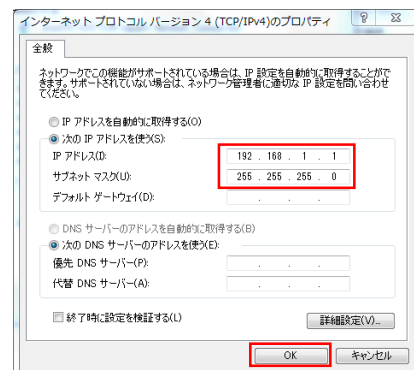 インターネット プロトコル バージョン 4 (TCP/IPv4)のプロパティ
全般
ネットワークでこの機能がサポートされている場合は、IP 設定を自動的に取得することがで
きます。サポートされていない場合は、ネットワーク管理者に適切な IP 設定を問い合わせ
てください。
IP アドレスを自動的に取得する(O)
次の IP アドレスを使う(S):
IP アドレス(I): 192 . 168 . 1 . 1
サブネット マスク(U): 255 . 255 . 255 . 0
デフォルト ゲートウェイ(D): . . .
DNS サーバーのアドレスを自動的に取得する(B)
次の DNS サーバーのアドレスを使う(E):
優先 DNS サーバー(P): . . .
代替 DNS サーバー(A): . . .
終了時に設定を検証する(L)
詳細設定(V)...
OK キャンセル